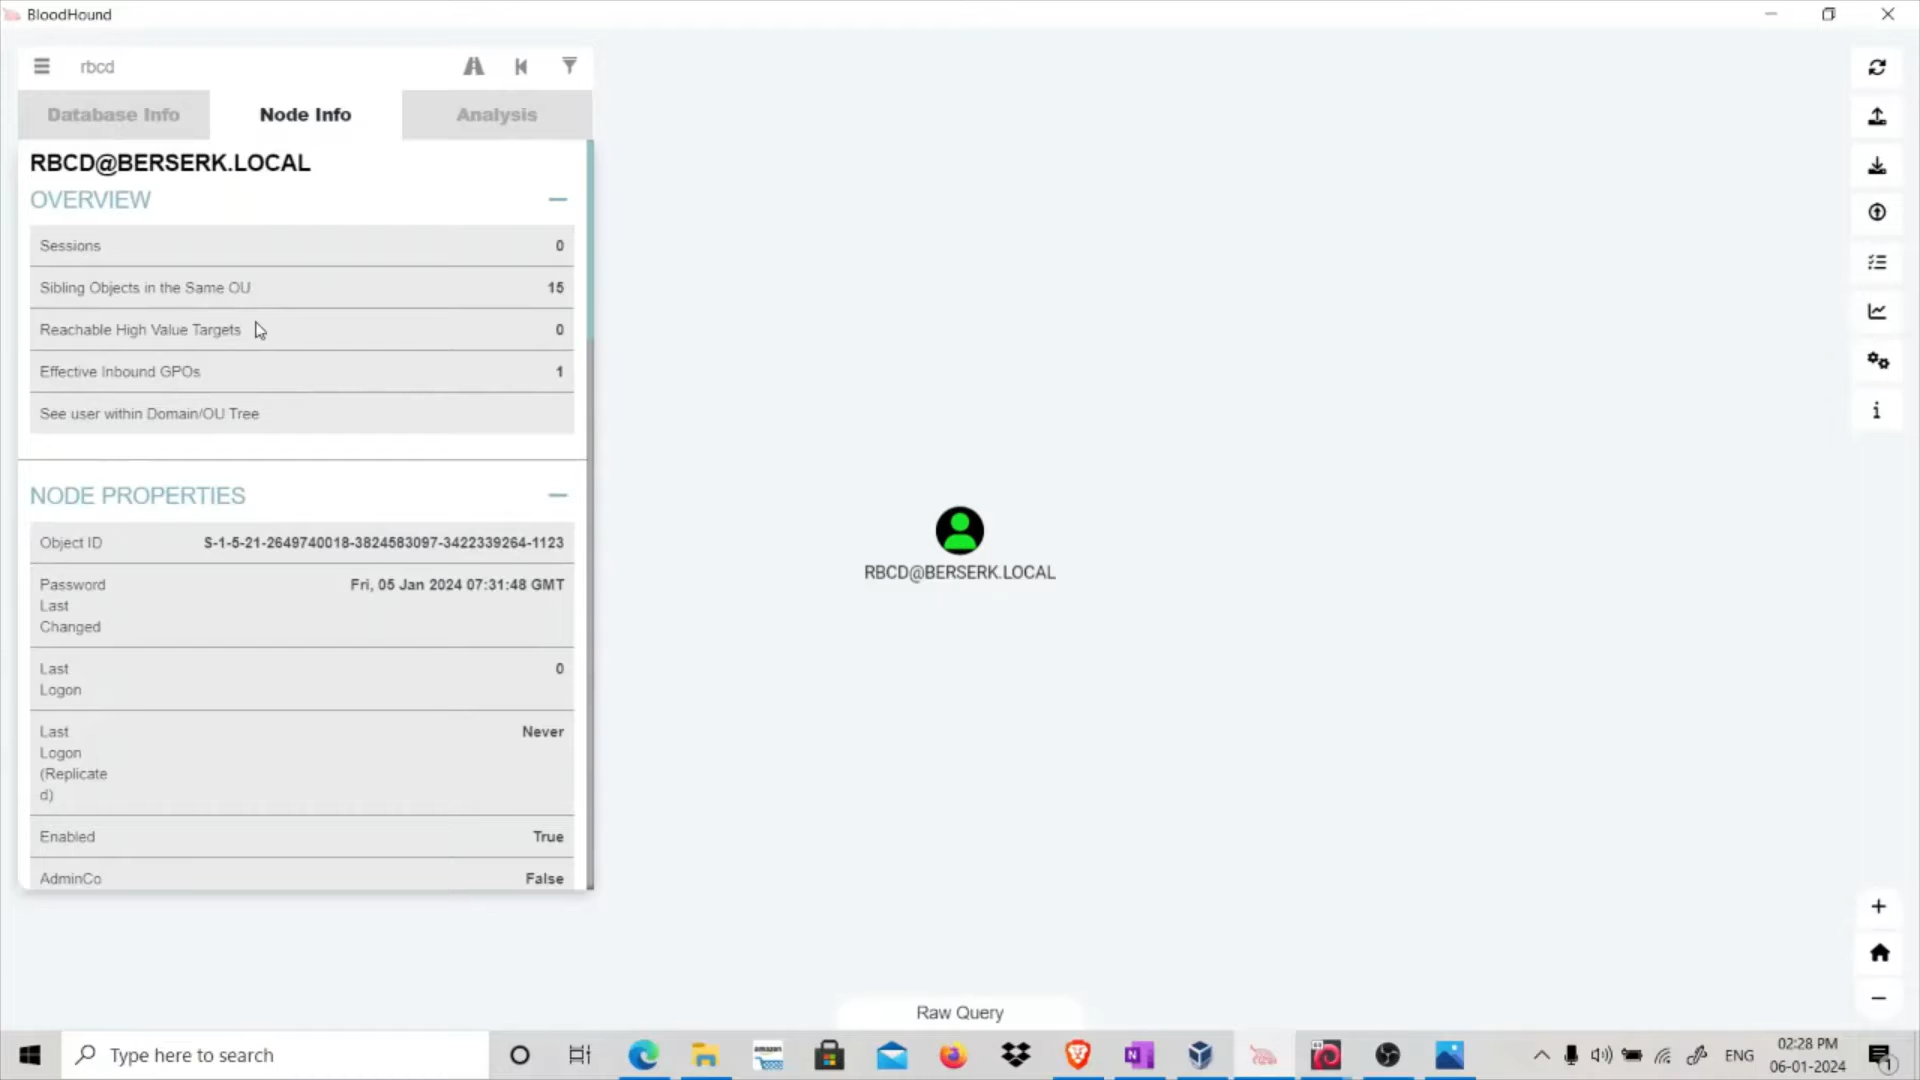 BloodHound
rbcd
Database Info
Node Info
Analysis
RBCD@BERSERK.LOCAL
OVERVIEW
Sessions 0
Sibling Objects in the Same OU 15
Reachable High Value Targets 0
Effective Inbound GPOs 1
See user within Domain/OU Tree
NODE PROPERTIES
Object ID S-1-5-21-2649740018-3824583097-3422339264-1123
Password Fri, 05 Jan 2024 07:31:48 GMT
Last
Changed
Last 0
Logon
Last Never
Logon
(Replicate
d)
Enabled True
AdminCo False
RBCD@BERSERK.LOCAL
Raw Query
Type here to search
amazon
N
ENG
02:28 PM
06-01-2024
1